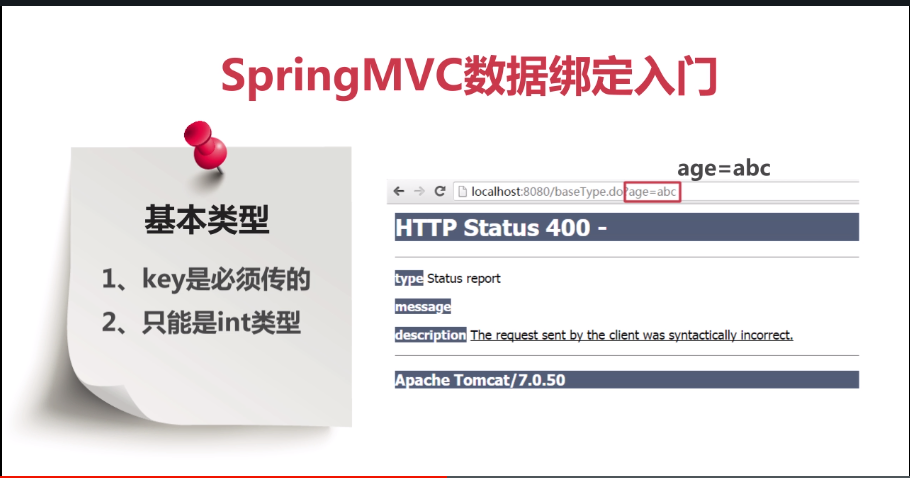 SpringMVC数据绑定入门
基本类型
1、key是必须传的
2、只能是int类型
age=abc
localhost:8080/baseType.do?age=abc
HTTP Status 400 -
type Status report
message
description The request sent by the client was syntactically incorrect.
Apache Tomcat/7.0.50